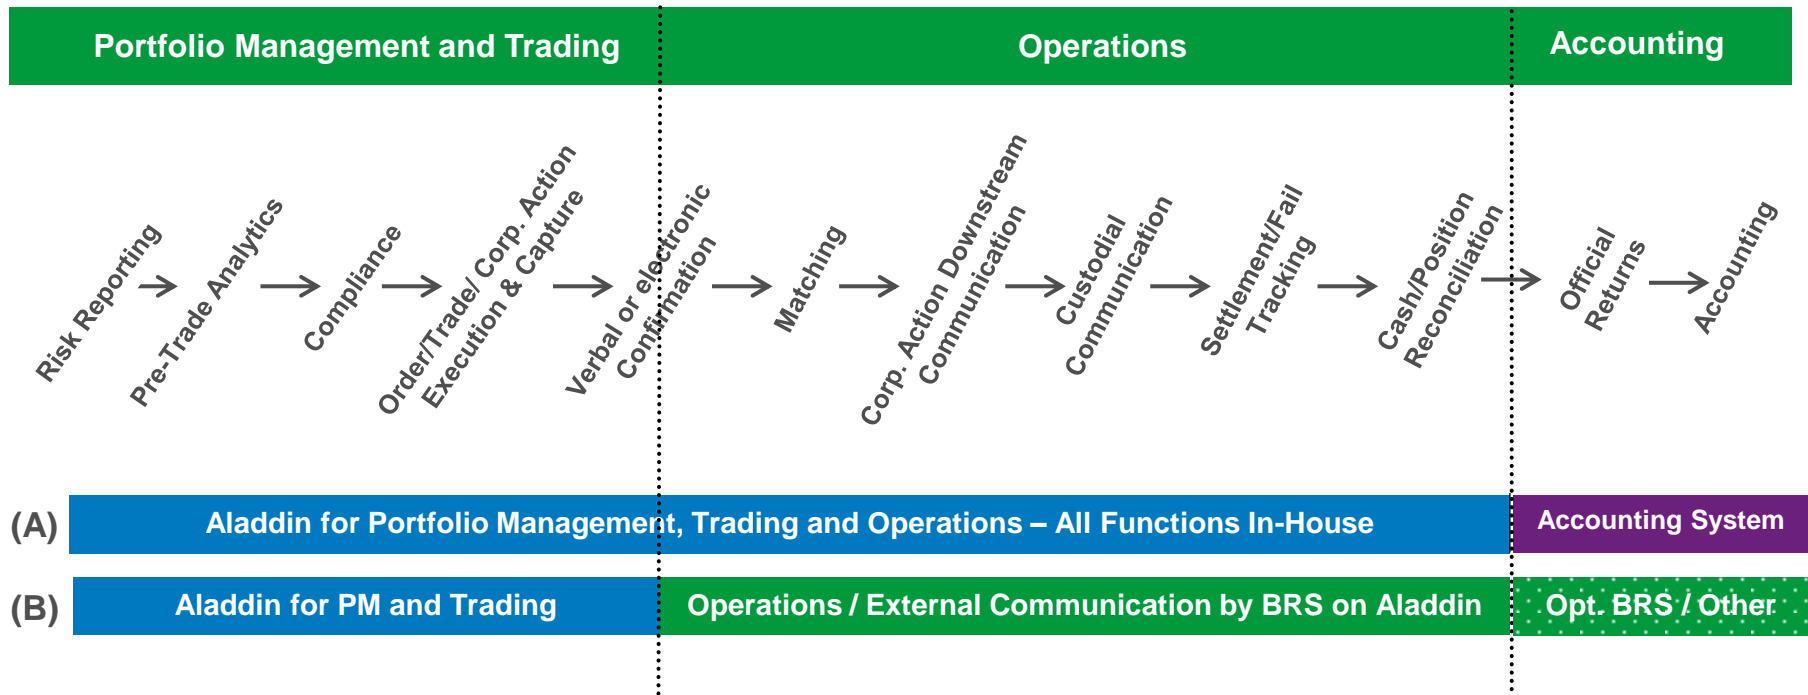 Portfolio Management and Trading
Operations
Accounting
Risk Reporting
Pre-Trade Analytics
Compliance
Order/Trade/ Corp. Action
Execution & Capture
Verbal or electronic
Confirmation
Matching
Corp. Action Downstream
Communication
Custodial
Communication
Settlement/Fail
Tracking
Cash/Position
Reconciliation
Official
Returns
Accounting
(A)
Aladdin for Portfolio Management, Trading and Operations – All Functions In-House
Accounting System
(B)
Aladdin for PM and Trading
Operations / External Communication by BRS on Aladdin
Opt. BRS / Other